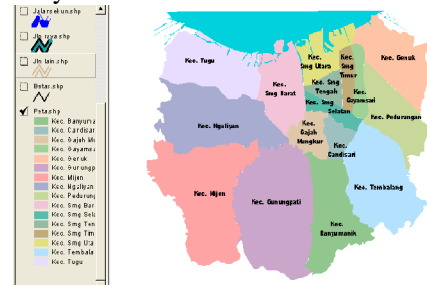 Jalarsekun.shp
Jln raya.shp
Jln lain.shp
Batas.shp
Peta.shp
Kec. Banyuma
Kec. Candisar
Kec. Gajah Mu
Kec. Gayamsa
Kec. Genuk
Kec. Gunungp
Kec. Mijen
Kec. Ngaliyan
Kec. Pedurung
Kec. Smg Bar
Kec. Smg Sela
Kec. Smg Ten
Kec. Smg Tim
Kec. Smg Uta
Kec. Tembala
Kec. Tugu
Kec. Tugu
Kec. Smg Utara
Kec. Smg Timur
Kec. Genuk
Kec. Smg Barat
Kec. Smg Tengah
Kec. Gayamsari
Kec. Smg Selatan
Kec. Pedurungan
Kec. Ngaliyan
Kec. Gajah Mungkur
Kec. Candisari
Kec. Mijen
Kec. Gunungpati
Kec. Tembalang
Kec. Banyumanik